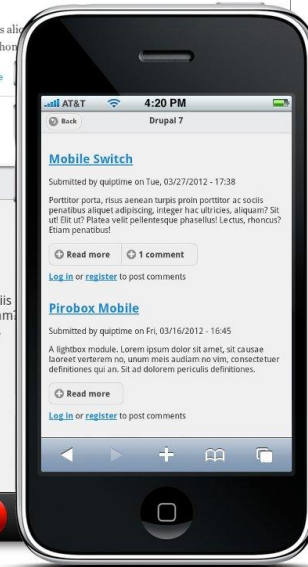 AT&T 4:20 PM
Back Drupal 7
Mobile Switch
Submitted by quiptime on Tue, 03/27/2012 - 17:38
Porttitor porta, risus aenean turpis proin porttitor ac sociis
penatibus aliquet adipiscing, integer hac ultricies, aliquam? Sit
ut! Elit ut? Platea velit pellentesque phasellus! Lectus, rhoncus?
Etiam penatibus!
Read more 1 comment
Log in or register to post comments
Pirobox Mobile
Submitted by quiptime on Fri, 03/16/2012 - 16:45
A lightbox module. Lorem ipsum dolor sit amet, sit causae
laoreet verterem no, unum meis audiam no vim, consectetuer
definitiones qui an. Sit ad dolorem periculis definitiones.
Read more
Log in or register to post comments